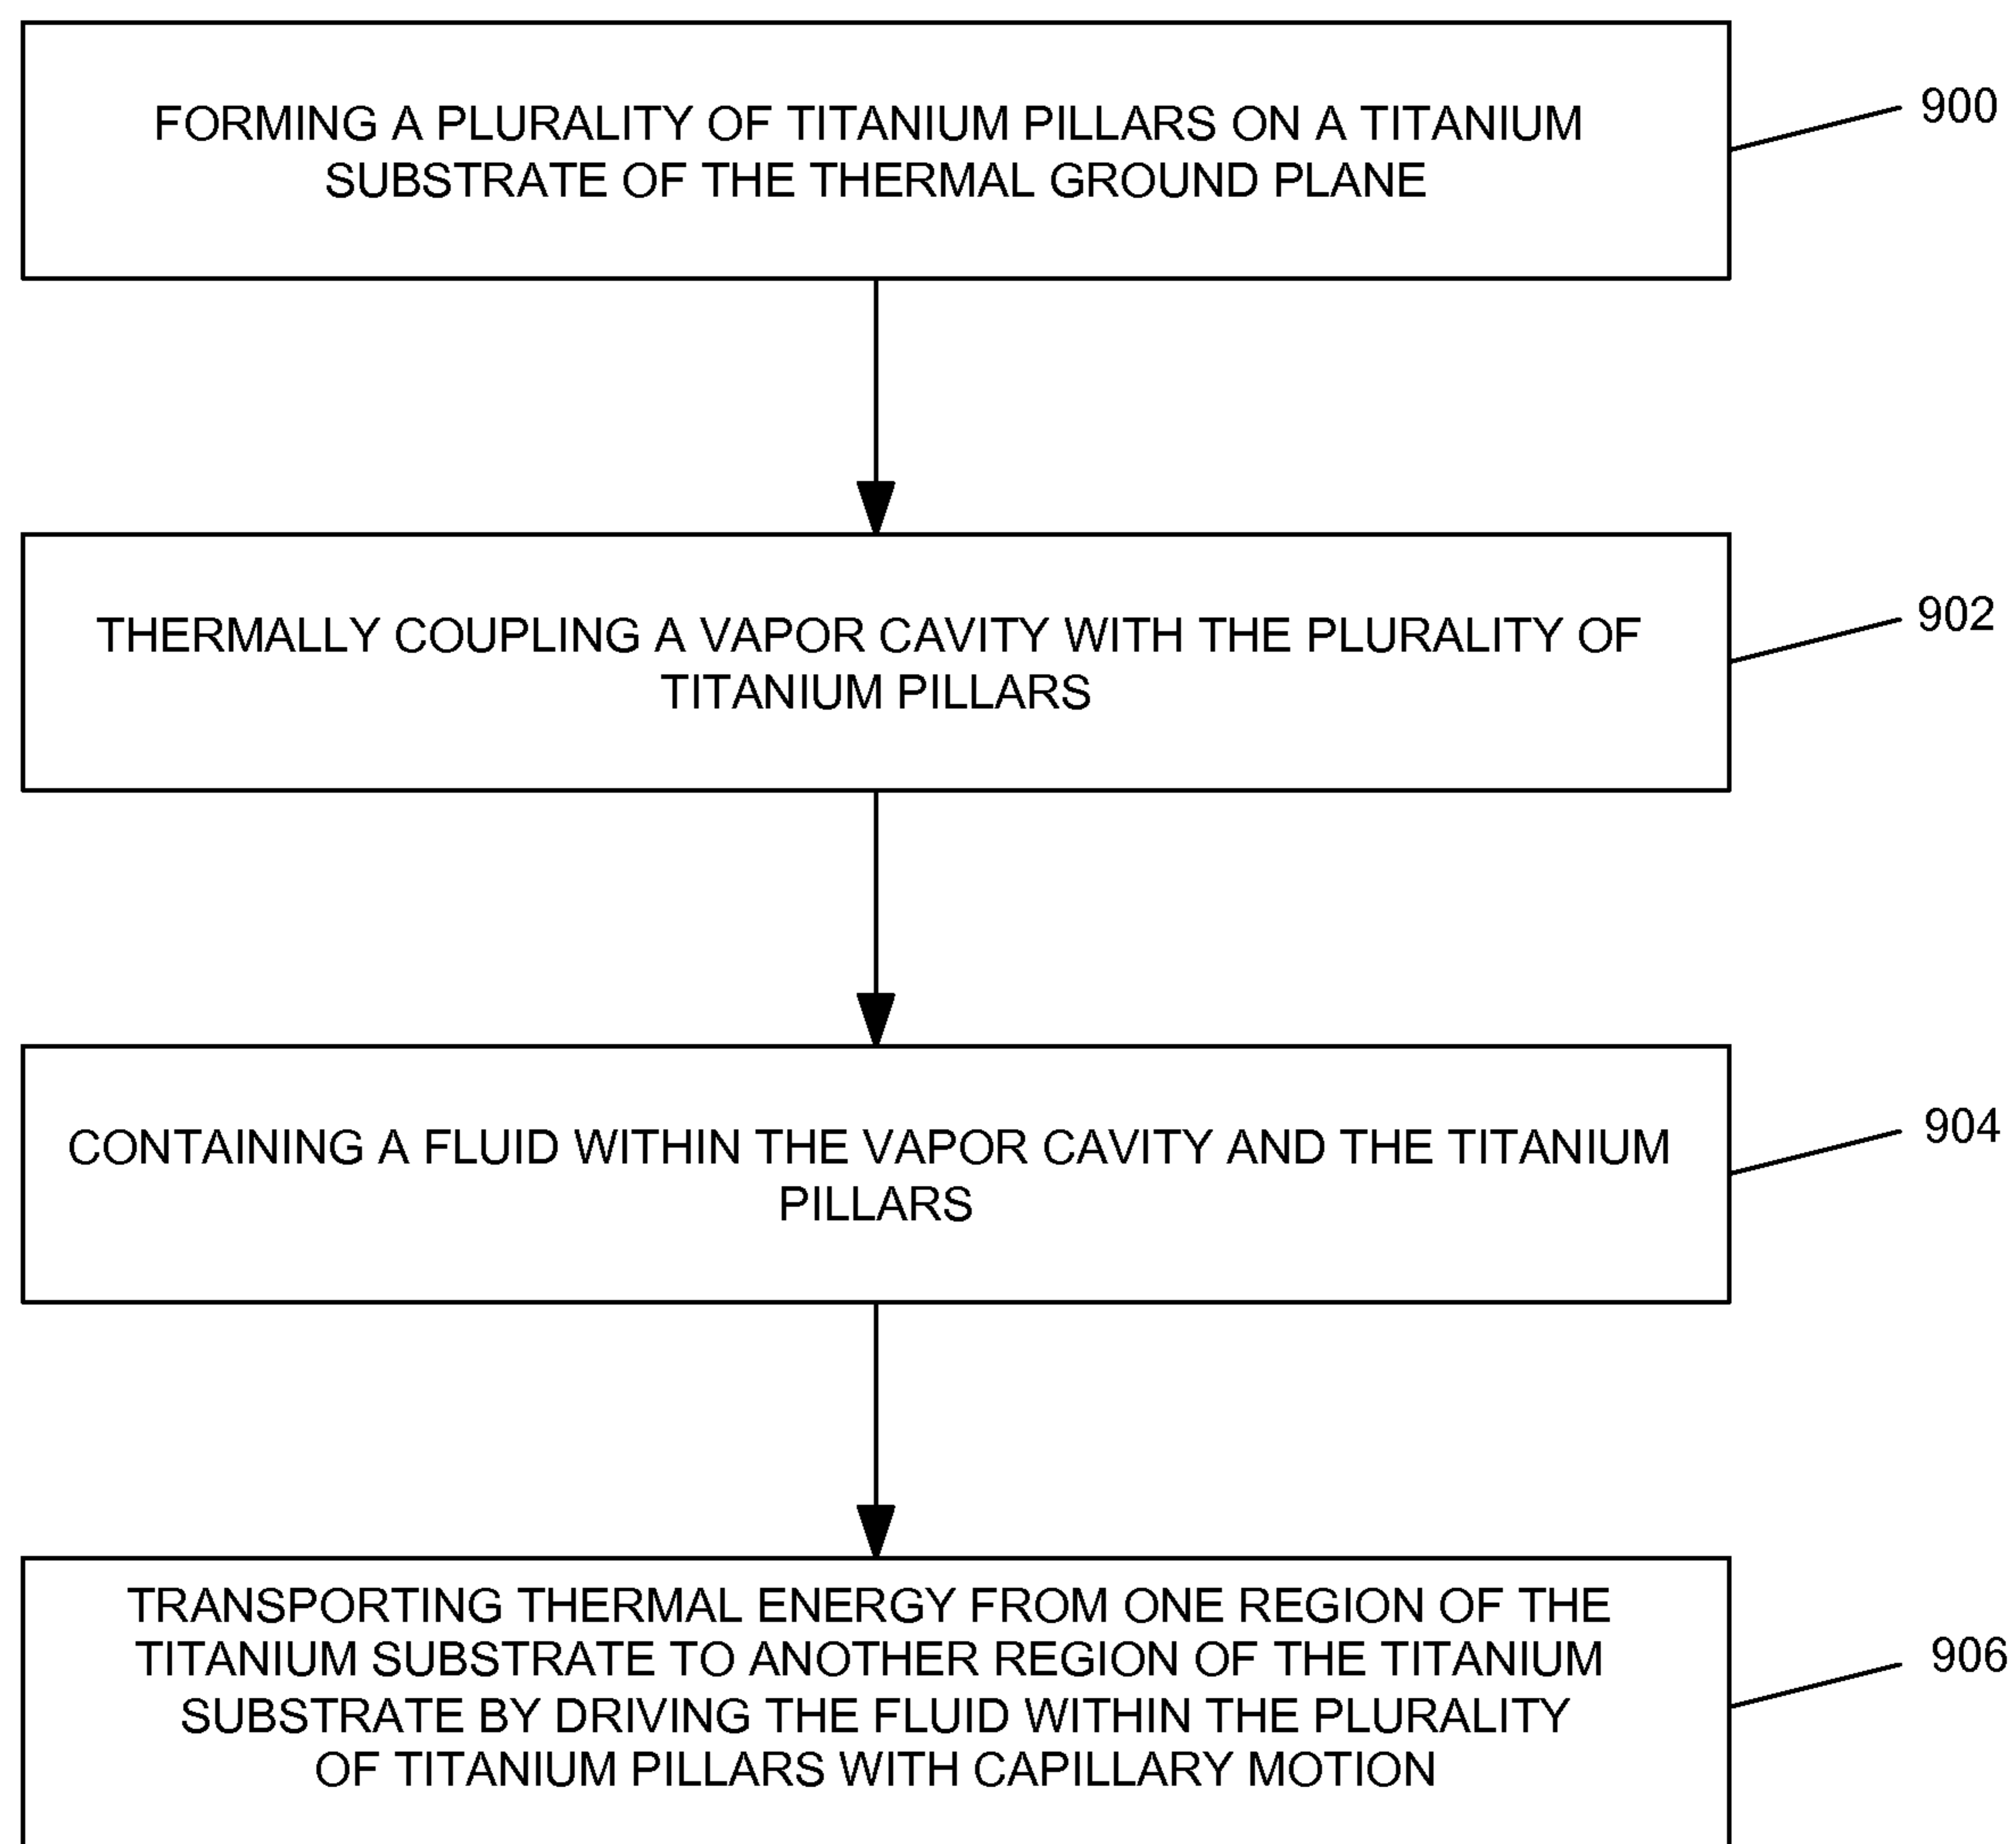 FORMING A PLURALITY OF TITANIUM PILLARS ON A TITANIUM
SUBSTRATE OF THE THERMAL GROUND PLANE
900
THERMALLY COUPLING A VAPOR CAVITY WITH THE PLURALITY OF
TITANIUM PILLARS
902
CONTAINING A FLUID WITHIN THE VAPOR CAVITY AND THE TITANIUM
PILLARS
904
TRANSPORTING THERMAL ENERGY FROM ONE REGION OF THE
TITANIUM SUBSTRATE TO ANOTHER REGION OF THE TITANIUM
SUBSTRATE BY DRIVING THE FLUID WITHIN THE PLURALITY
OF TITANIUM PILLARS WITH CAPILLARY MOTION
906